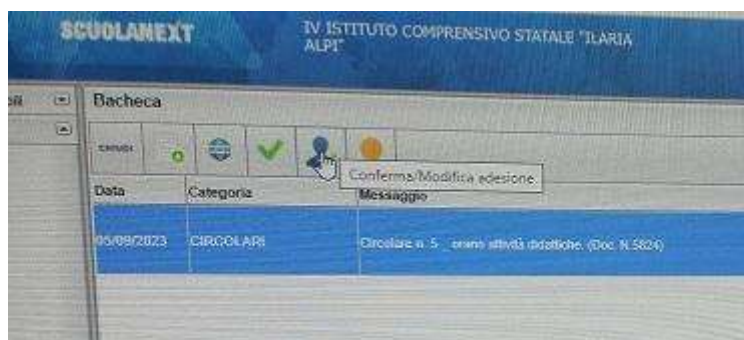 SCUOLANEXT
IV ISTITUTO COMPRENSIVO STATALE "ILARIA
ALPI"
Bacheca
Conferma/Modifica adesione
Data Categoria Messaggio
05/09/2023 CIRCOLARI Circolare n. 5 _ orario attività didattiche. (Doc. N.5824)